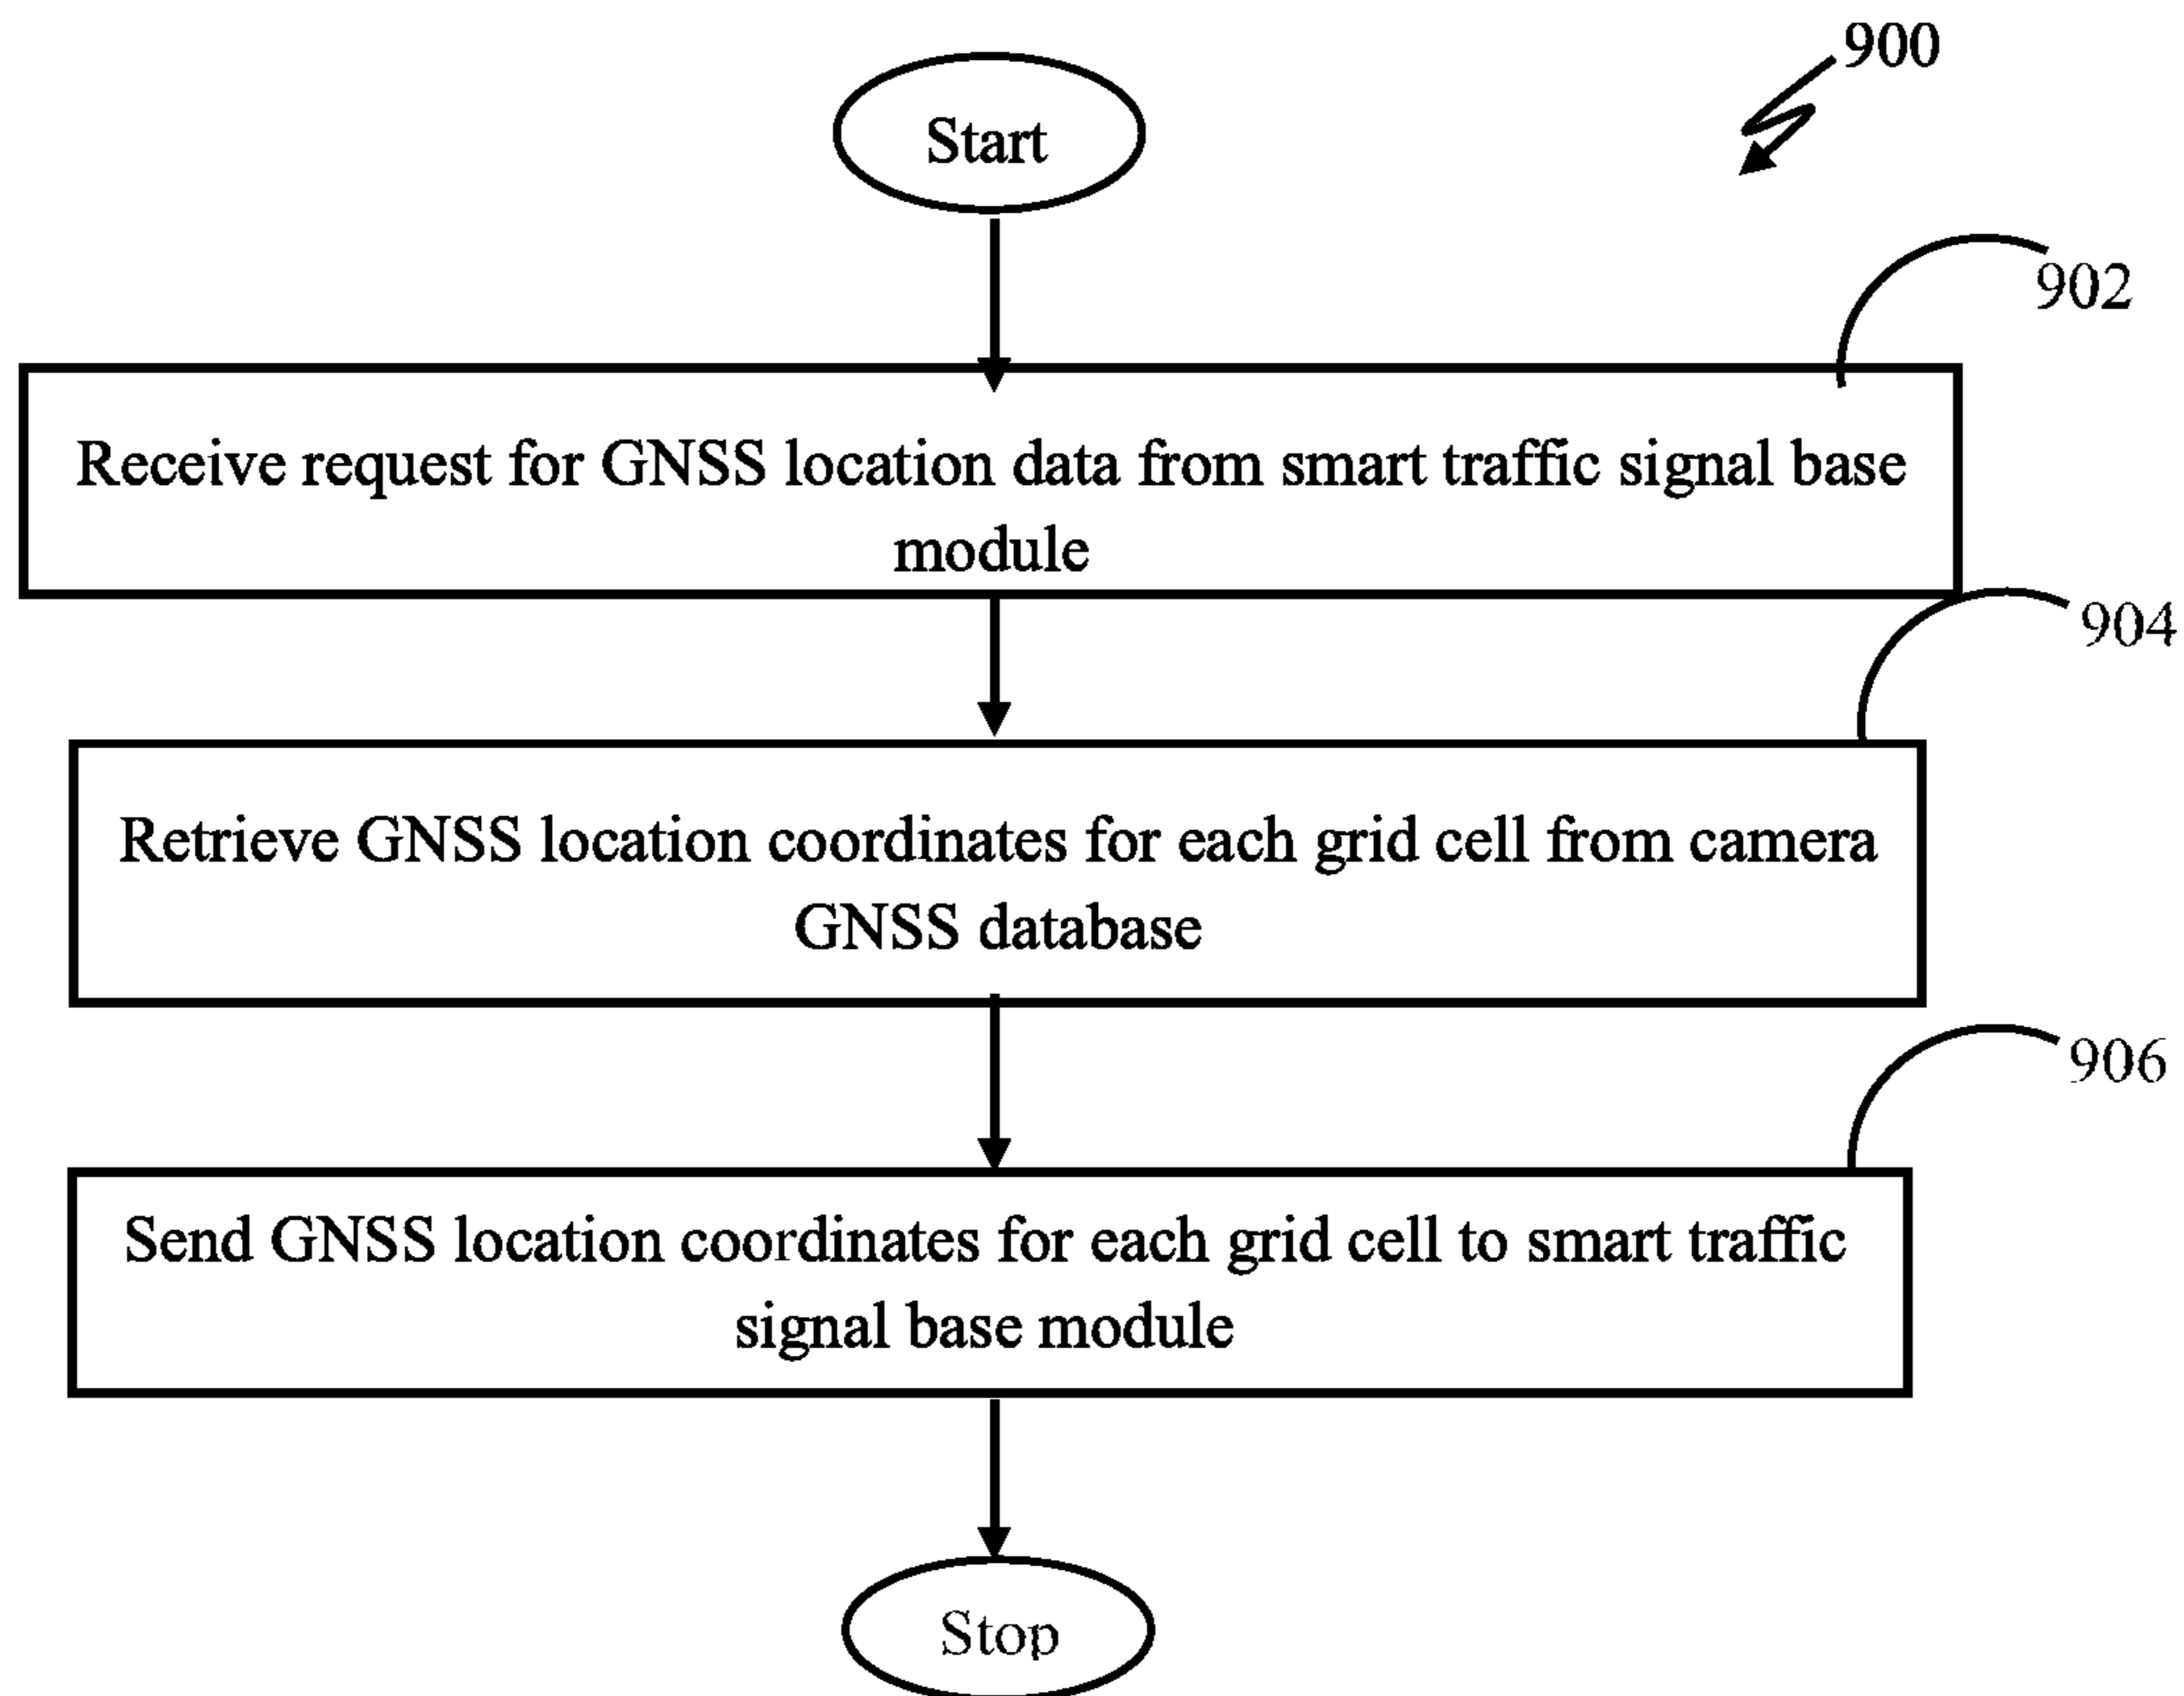 900
Start
902
Receive request for GNSS location data from smart traffic signal base
module
904
Retrieve GNSS location coordinates for each grid cell from camera
GNSS database
906
Send GNSS location coordinates for each grid cell to smart traffic
signal base module
Stop